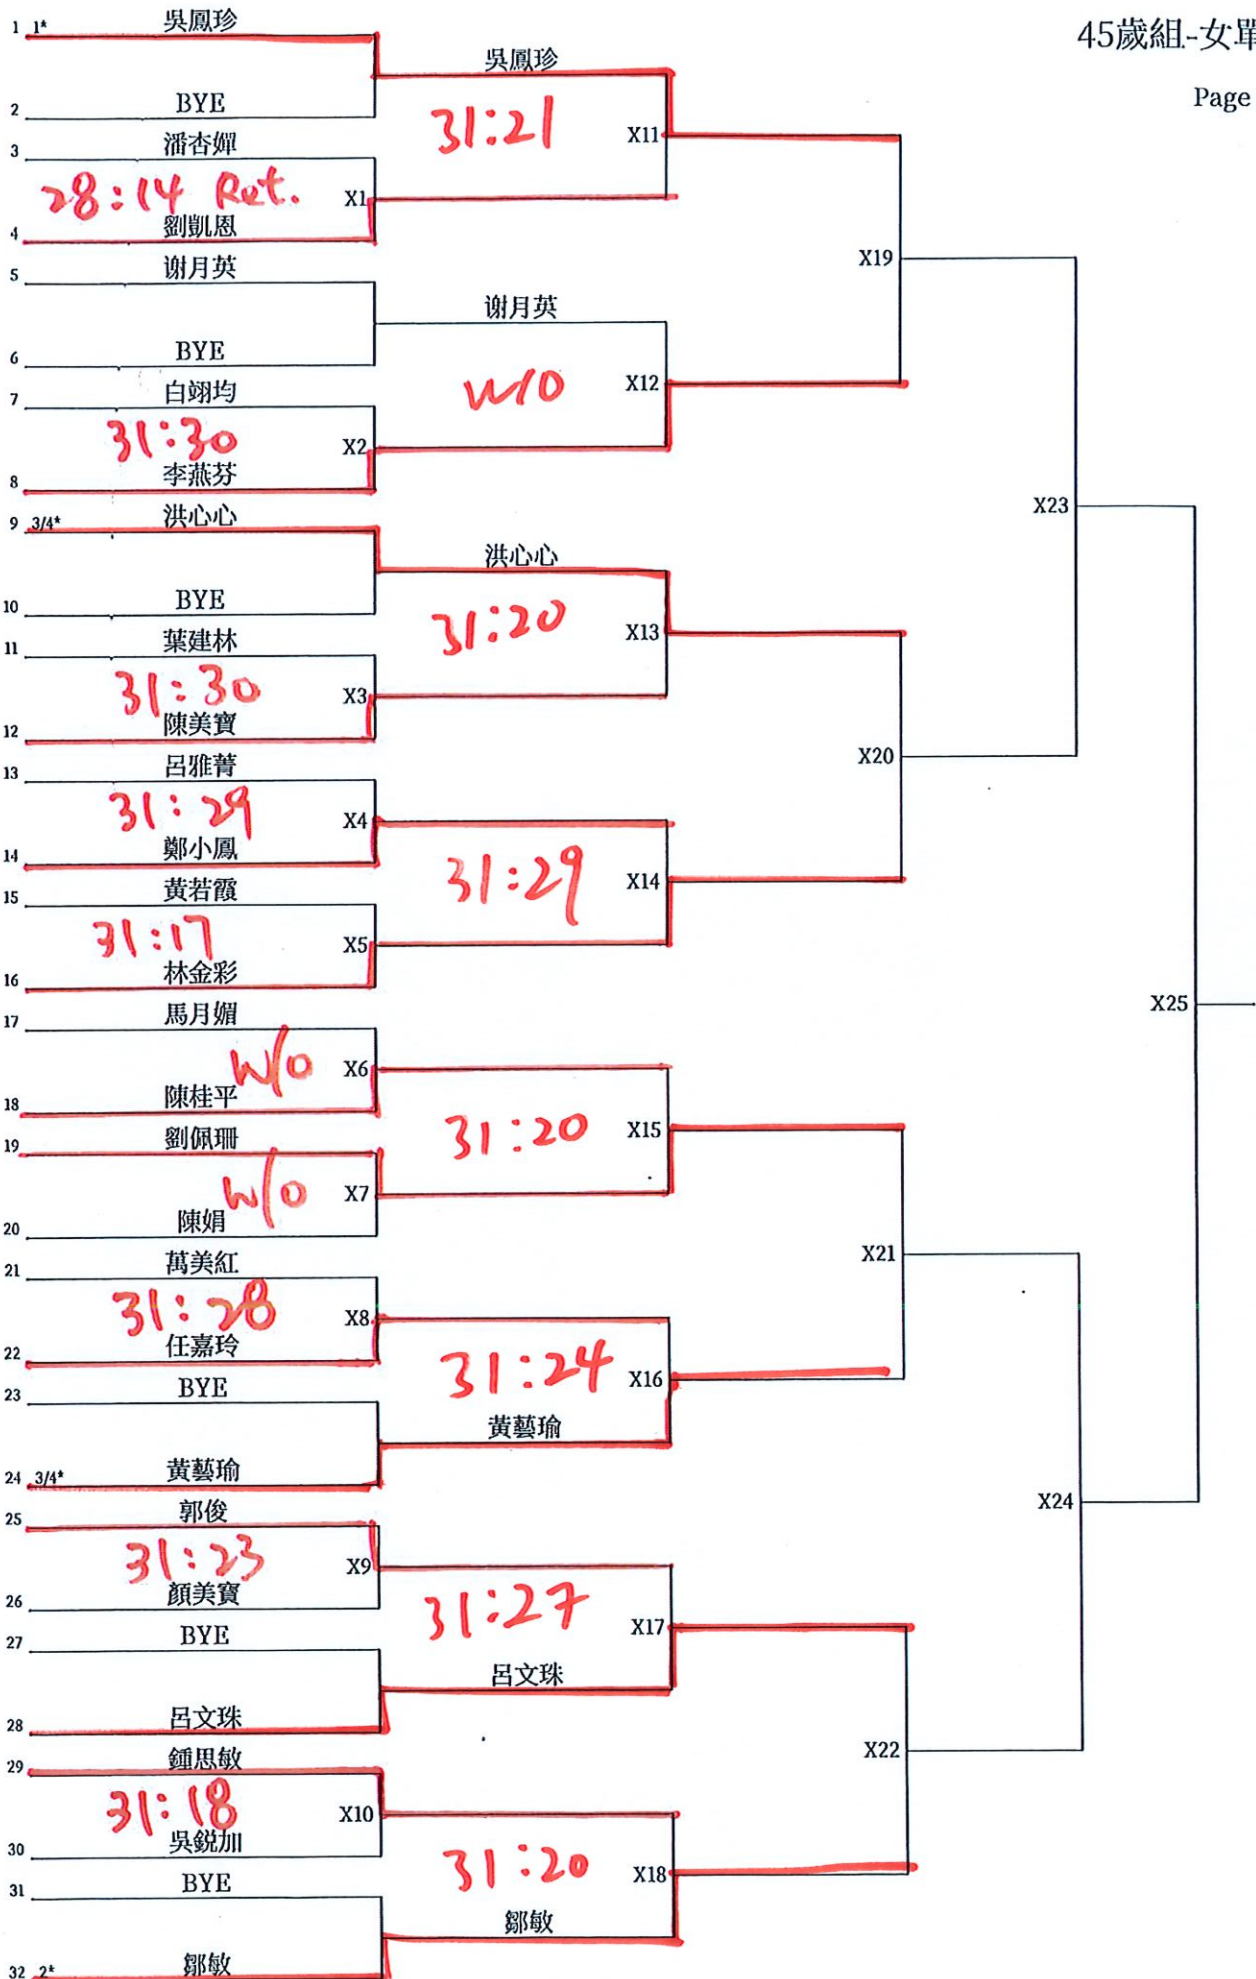 45歲組-女單
Page
1 1* 吳鳳珍
吳鳳珍
2 BYE
31:21 X11
3 潘杏嬋
28:14 Ret. X1
4 劉凱恩
X19
5 谢月英
谢月英
6 BYE
W/O X12
7 白翊均
31:30 X2
8 李燕芬
X23
9 3/4* 洪心心
洪心心
10 BYE
31:20 X13
11 葉建林
31:30 X3
12 陳美寶
X20
13 呂雅菁
31:29 X4
14 鄭小鳳
31:29 X14
15 黃若霞
31:17 X5
16 林金彩
X25
17 馬月媚
W/O X6
18 陳桂平
31:20 X15
19 劉佩珊
W/O X7
20 陳娟
X21
21 萬美紅
31:28 X8
22 任嘉玲
31:24 X16
23 BYE
黃藝瑜
24 3/4* 黃藝瑜
X24
25 郭俊
31:23 X9
26 顏美寶
31:27 X17
27 BYE
呂文珠
28 呂文珠
X22
29 鍾思敏
31:18 X10
30 吳銳加
31:20 X18
31 BYE
鄒敏
32 2* 鄒敏